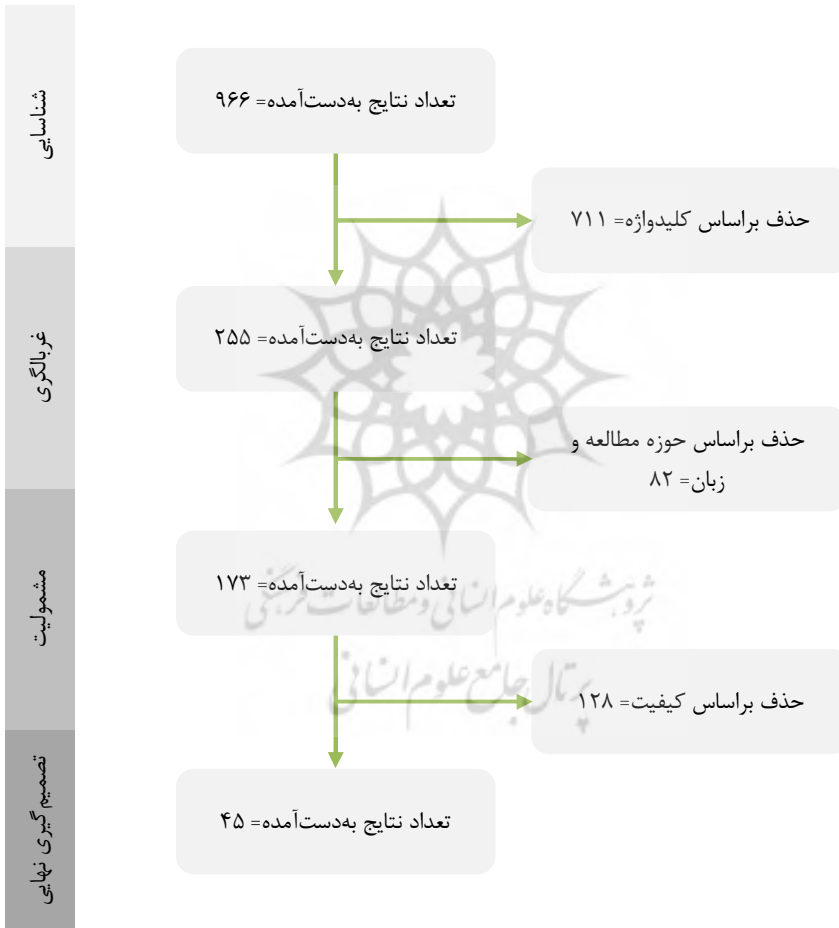 شناسایی
تعداد نتایج به‌دست‌آمده= ۹۶۶
حذف براساس کلیدواژه= ۷۱۱
غربالگری
تعداد نتایج به‌دست‌آمده= ۲۵۵
حذف براساس حوزه مطالعه و
زبان= ۸۲
مشمولیت
تعداد نتایج به‌دست‌آمده= ۱۷۳
پژوهشگاه علوم انسانی و مطالعات فرهنگی
پرتال جامع علوم انسانی
حذف براساس کیفیت= ۱۲۸
تصمیم گیری نهایی
تعداد نتایج به‌دست‌آمده= ۴۵